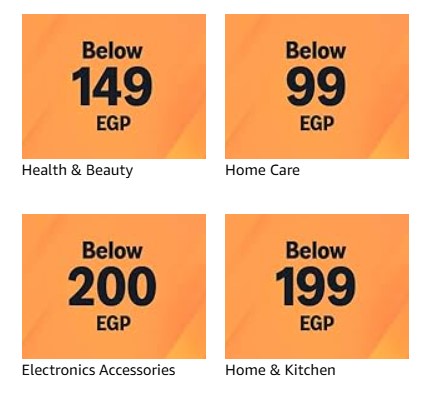 Below
149
EGP
Health & Beauty
Below
99
EGP
Home Care
Below
200
EGP
Electronics Accessories
Below
199
EGP
Home & Kitchen